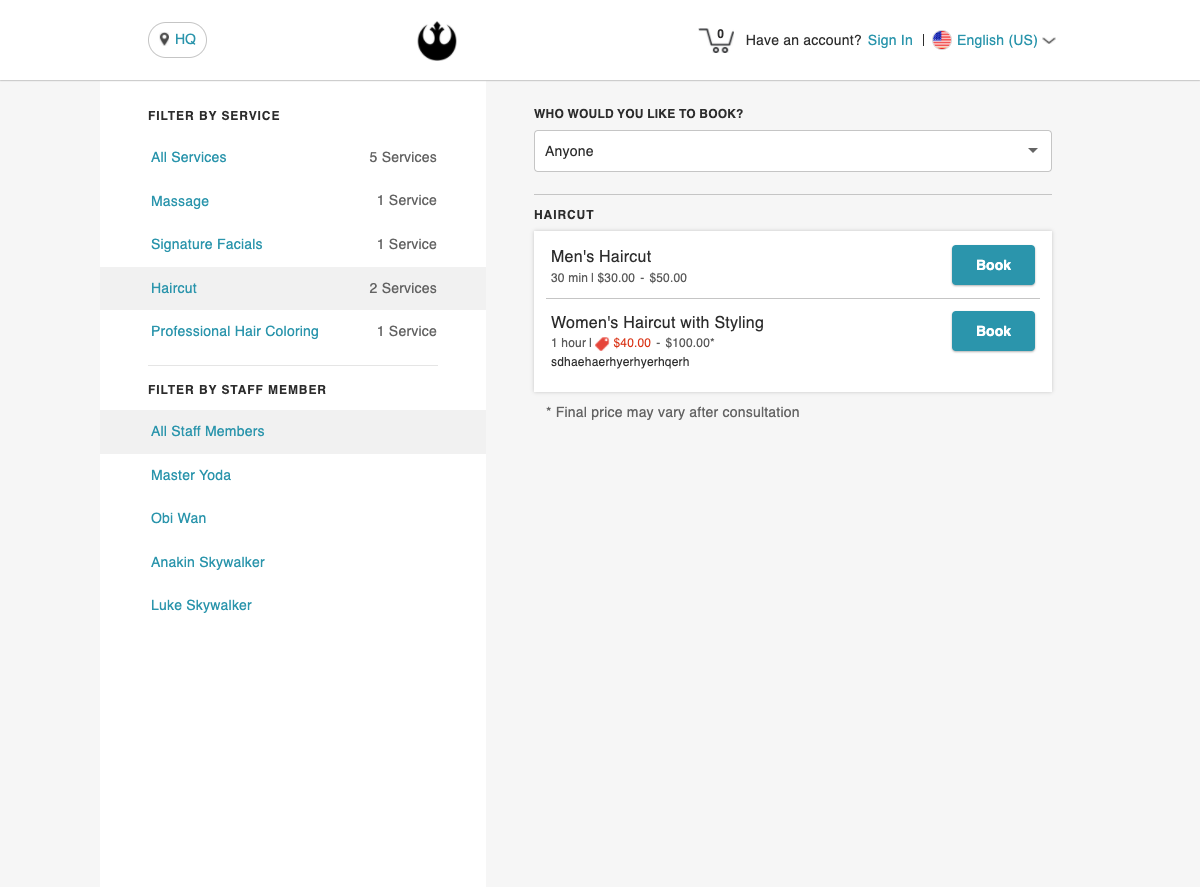 HQ
0
Have an account? Sign In | English (US)
FILTER BY SERVICE
All Services 5 Services
Massage 1 Service
Signature Facials 1 Service
Haircut 2 Services
Professional Hair Coloring 1 Service
FILTER BY STAFF MEMBER
All Staff Members
Master Yoda
Obi Wan
Anakin Skywalker
Luke Skywalker
WHO WOULD YOU LIKE TO BOOK?
Anyone
HAIRCUT
Men's Haircut
30 min | $30.00 - $50.00
Book
Women's Haircut with Styling
1 hour | $40.00 - $100.00*
sdhaehaerhyerhyerhqerh
Book
* Final price may vary after consultation